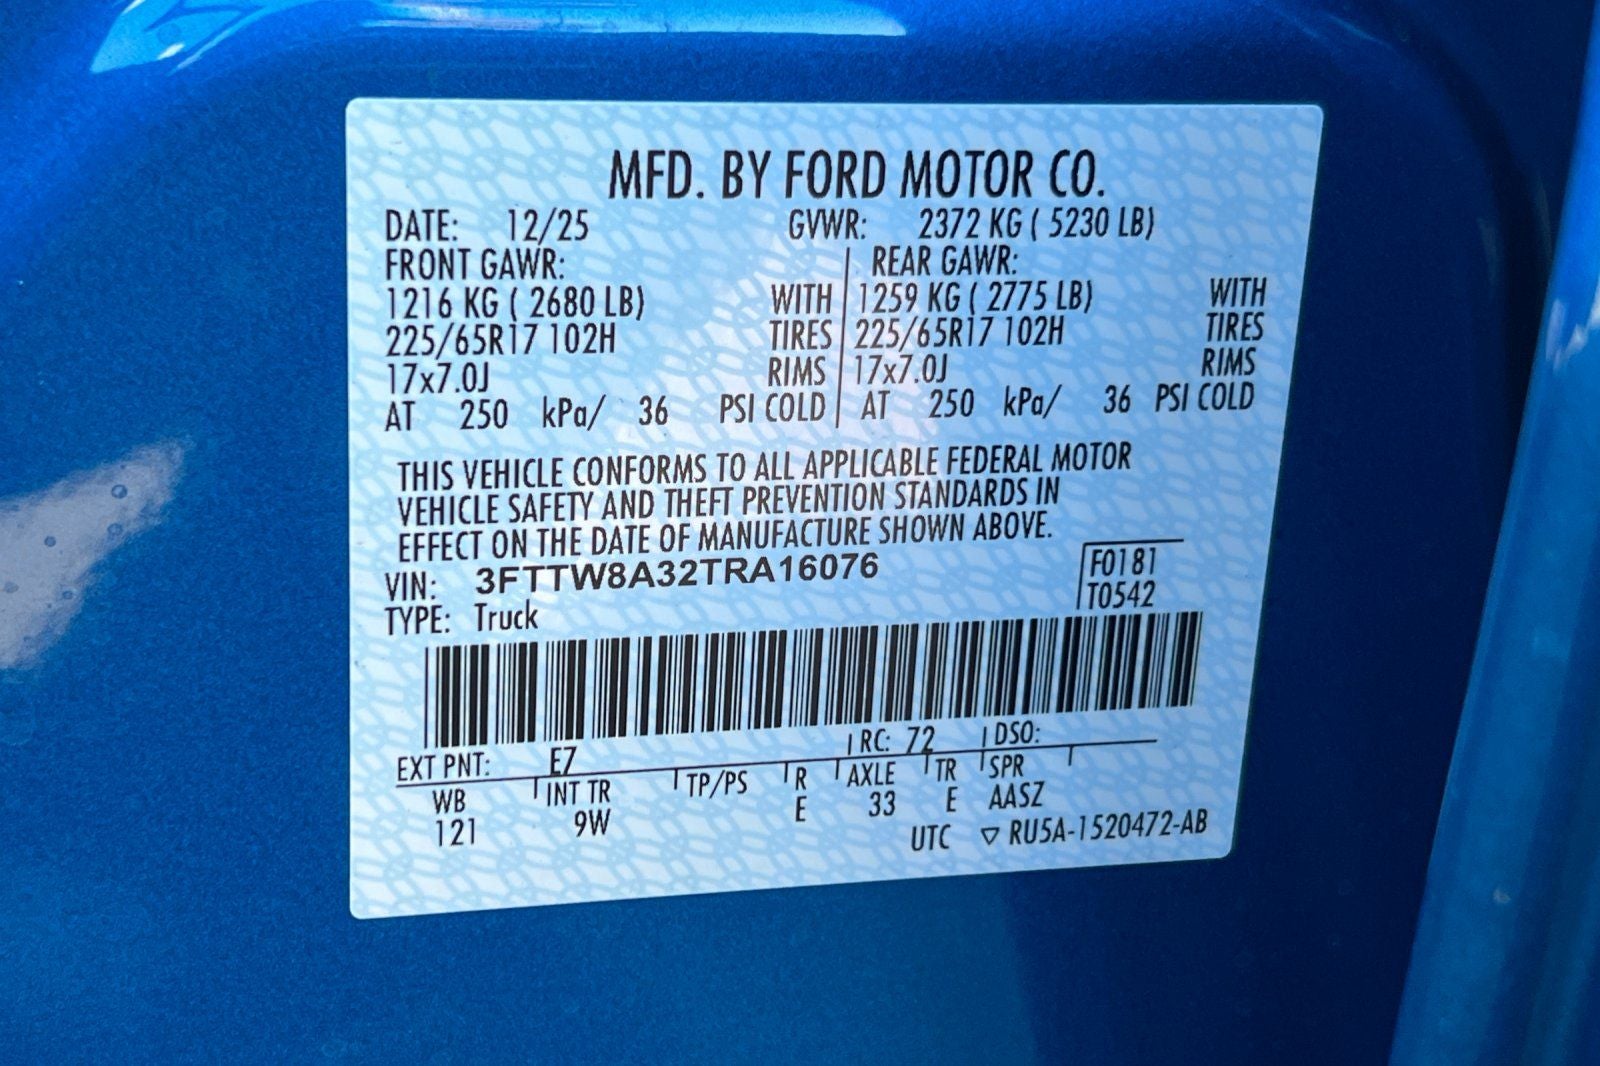 MFD. BY FORD MOTOR CO.
DATE: 12/25 GVWR: 2372 KG ( 5230 LB)
FRONT GAWR: REAR GAWR:
1216 KG ( 2680 LB) WITH 1259 KG ( 2775 LB) WITH
225/65R17 102H TIRES 225/65R17 102H TIRES
17x7.0J RIMS 17x7.0J RIMS
AT 250 kPa/ 36 PSI COLD AT 250 kPa/ 36 PSI COLD
THIS VEHICLE CONFORMS TO ALL APPLICABLE FEDERAL MOTOR
VEHICLE SAFETY AND THEFT PREVENTION STANDARDS IN
EFFECT ON THE DATE OF MANUFACTURE SHOWN ABOVE.
VIN: 3FTTW8A32TRA16076 F0181
TYPE: Truck T0542
EXT PNT: E7 RC: 72 DSO:
WB INT TR TP/PS R AXLE TR SPR
121 9W E 33 E AASZ
UTC ▽ RU5A-1520472-AB